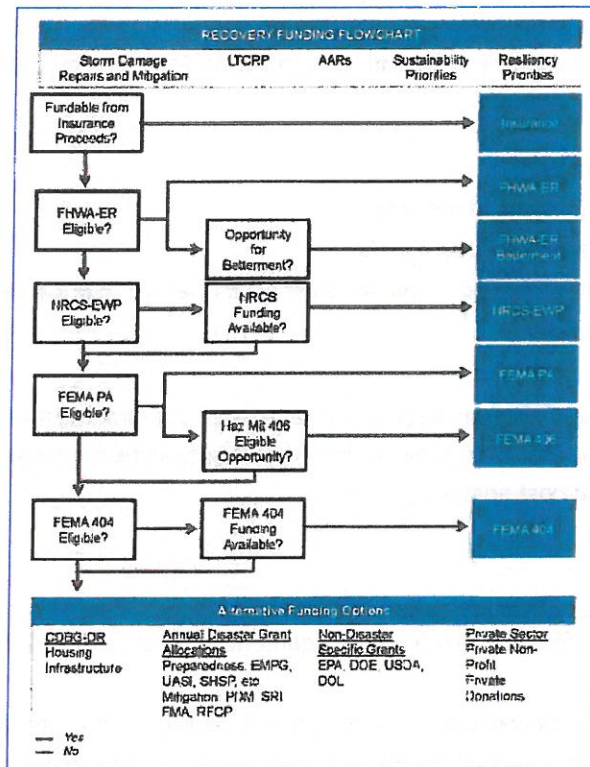 RECOVERY FUNDING FLOWCHART
Storm Damage
Repairs and Mitigation
LTCRP
AARs
Sustainability
Priorities
Resiliency
Priorities
Fundable from
Insurance
Proceeds?
Insurance
FHWA-ER
FHWA-ER
Eligible?
Opportunity
for
Betterment?
FHWA-ER
Betterment
NRCS-EWP
Eligible?
NRCS
Funding
Available?
NRCS-EWP
FEMA PA
FEMA PA
Eligible?
Haz Mit 406
Eligible
Opportunity?
FEMA 406
FEMA 404
Eligible?
FEMA 404
Funding
Available?
FEMA 404
Alternative Funding Options
CDBG-DR
Housing
Infrastructure
Annual Disaster Grant
Allocations
Preparedness: EMPG,
UASI, SHSP, etc
Mitigation: PDM, SRL
FMA, RFCP
Non-Disaster
Specific Grants
EPA, DOE, USDA,
DOL
Private Sector
Private Non-
Profit
Private
Donations
Yes
No